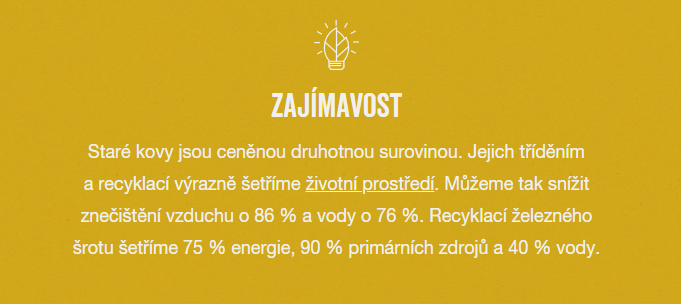 ZAJÍMAVOST
Staré kovy jsou ceněnou druhotnou surovinou. Jejich tříděním
a recyklací výrazně šetříme životní prostředí. Můžeme tak snížit
znečištění vzduchu o 86 % a vody o 76 %. Recyklací železného
šrotu šetříme 75 % energie, 90 % primárních zdrojů a 40 % vody.